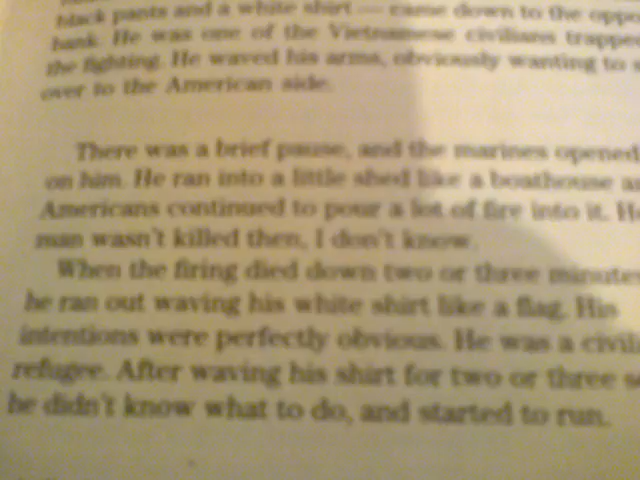 black pants and a white shirt — came down to the oppo
bank. He was one of the Vietnamese civilians trappe
the fighting. He waved his arms, obviously wanting to
over to the American side.
There was a brief pause, and the marines opened
on him. He ran into a little shed like a boathouse a
Americans continued to pour a lot of fire into it. H
man wasn't killed then, I don't know.
When the firing died down two or three minute
he ran out waving his white shirt like a flag. His
intentions were perfectly obvious. He was a civil
refugee. After waving his shirt for two or three s
he didn't know what to do, and started to run.